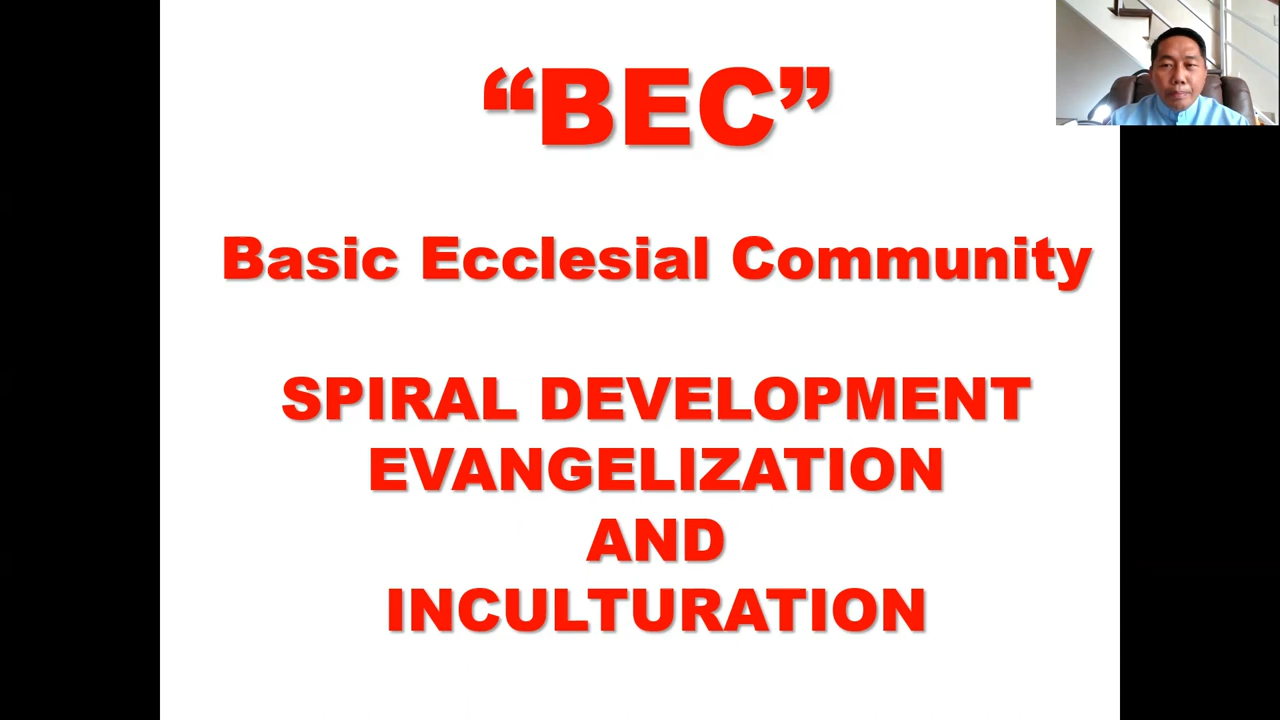 “BEC”
Basic Ecclesial Community
SPIRAL DEVELOPMENT
EVANGELIZATION
AND
INCULTURATION